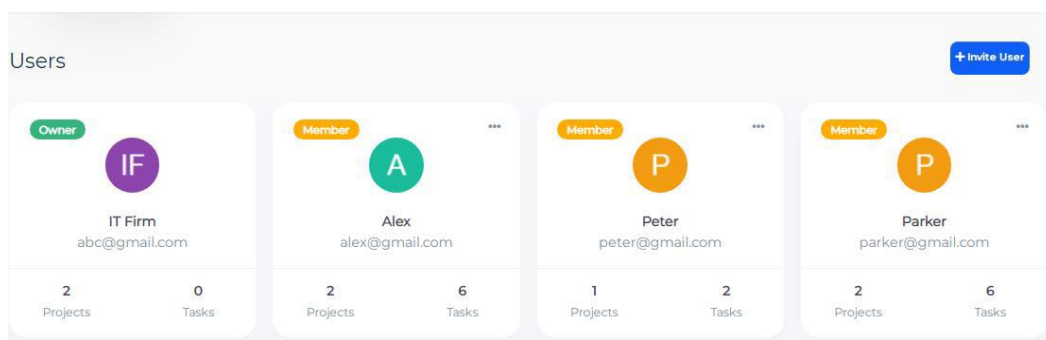 Users
+ Invite User
Owner
IF
IT Firm
abc@gmail.com
2 0
Projects Tasks
Member
A
Alex
alex@gmail.com
2 6
Projects Tasks
Member
P
Peter
peter@gmail.com
1 2
Projects Tasks
Member
P
Parker
parker@gmail.com
2 6
Projects Tasks